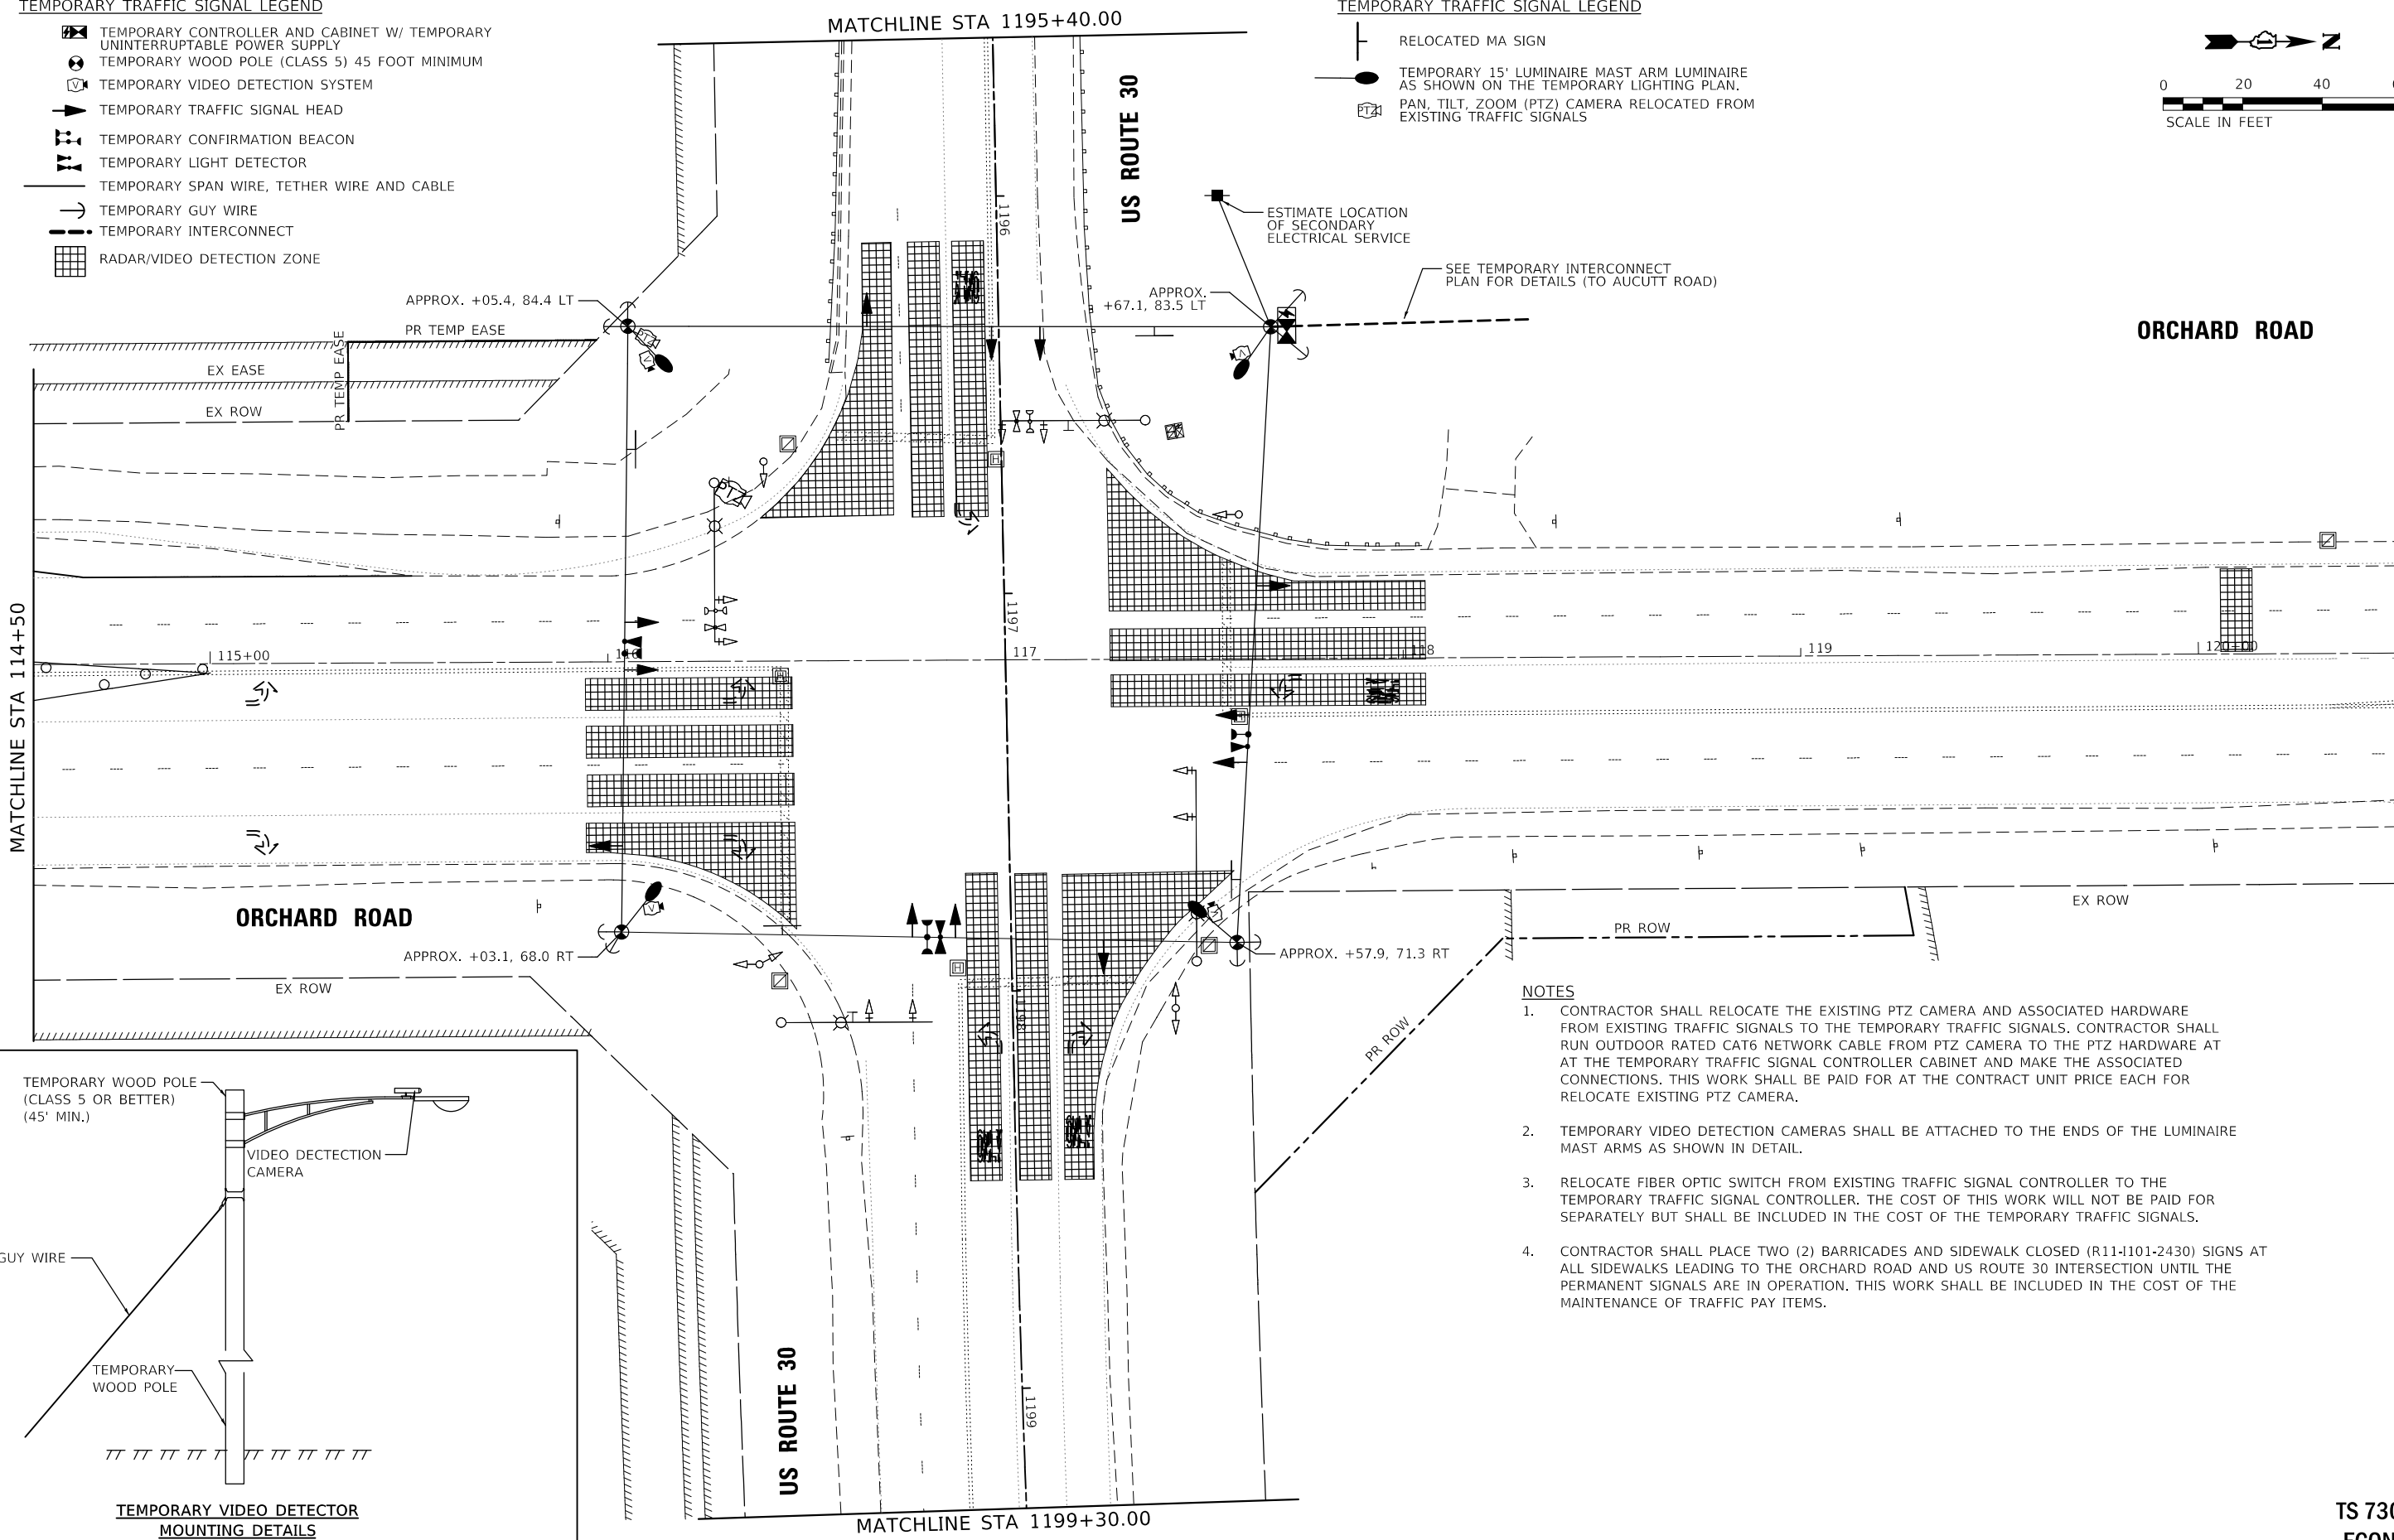 TEMPORARY TRAFFIC SIGNAL LEGEND
TEMPORARY CONTROLLER AND CABINET W/ TEMPORARY
UNINTERRUPTABLE POWER SUPPLY
TEMPORARY WOOD POLE (CLASS 5) 45 FOOT MINIMUM
V
TEMPORARY VIDEO DETECTION SYSTEM
TEMPORARY TRAFFIC SIGNAL HEAD
TEMPORARY CONFIRMATION BEACON
TEMPORARY LIGHT DETECTOR
TEMPORARY SPAN WIRE, TETHER WIRE AND CABLE
TEMPORARY GUY WIRE
TEMPORARY INTERCONNECT
RADAR/VIDEO DETECTION ZONE
MATCHLINE STA 1195+40.00
TEMPORARY TRAFFIC SIGNAL LEGEND
RELOCATED MA SIGN
TEMPORARY 15' LUMINAIRE MAST ARM LUMINAIRE
AS SHOWN ON THE TEMPORARY LIGHTING PLAN.
PTZ
PAN, TILT, ZOOM (PTZ) CAMERA RELOCATED FROM
EXISTING TRAFFIC SIGNALS
N
0 20 40
SCALE IN FEET
US ROUTE 30
1196
ESTIMATE LOCATION
OF SECONDARY
ELECTRICAL SERVICE
SEE TEMPORARY INTERCONNECT
PLAN FOR DETAILS (TO AUCUTT ROAD)
APPROX. +05.4, 84.4 LT
APPROX.
+67.1, 83.5 LT
ORCHARD ROAD
PR TEMP EASE
PR TEMP EASE
EX EASE
EX ROW
PTZ
V
V
PTZ
H
MATCHLINE STA 114+50
115+00
116
1197
117
118
119
120+00
H
H
ORCHARD ROAD
V
APPROX. +03.1, 68.0 RT
EX ROW
H
1198
APPROX. +57.9, 71.3 RT
PR ROW
EX ROW
PR ROW
NOTES
1. CONTRACTOR SHALL RELOCATE THE EXISTING PTZ CAMERA AND ASSOCIATED HARDWARE
FROM EXISTING TRAFFIC SIGNALS TO THE TEMPORARY TRAFFIC SIGNALS. CONTRACTOR SHALL
RUN OUTDOOR RATED CAT6 NETWORK CABLE FROM PTZ CAMERA TO THE PTZ HARDWARE AT
AT THE TEMPORARY TRAFFIC SIGNAL CONTROLLER CABINET AND MAKE THE ASSOCIATED
CONNECTIONS. THIS WORK SHALL BE PAID FOR AT THE CONTRACT UNIT PRICE EACH FOR
RELOCATE EXISTING PTZ CAMERA.
2. TEMPORARY VIDEO DETECTION CAMERAS SHALL BE ATTACHED TO THE ENDS OF THE LUMINAIRE
MAST ARMS AS SHOWN IN DETAIL.
3. RELOCATE FIBER OPTIC SWITCH FROM EXISTING TRAFFIC SIGNAL CONTROLLER TO THE
TEMPORARY TRAFFIC SIGNAL CONTROLLER. THE COST OF THIS WORK WILL NOT BE PAID FOR
SEPARATELY BUT SHALL BE INCLUDED IN THE COST OF THE TEMPORARY TRAFFIC SIGNALS.
4. CONTRACTOR SHALL PLACE TWO (2) BARRICADES AND SIDEWALK CLOSED (R11-I101-2430) SIGNS AT
ALL SIDEWALKS LEADING TO THE ORCHARD ROAD AND US ROUTE 30 INTERSECTION UNTIL THE
PERMANENT SIGNALS ARE IN OPERATION. THIS WORK SHALL BE INCLUDED IN THE COST OF THE
MAINTENANCE OF TRAFFIC PAY ITEMS.
TEMPORARY WOOD POLE
(CLASS 5 OR BETTER)
(45' MIN.)
VIDEO DECTECTION
CAMERA
GUY WIRE
TEMPORARY
WOOD POLE
TEMPORARY VIDEO DETECTOR
MOUNTING DETAILS
US ROUTE 30
1199
MATCHLINE STA 1199+30.00
TS 730
ECON